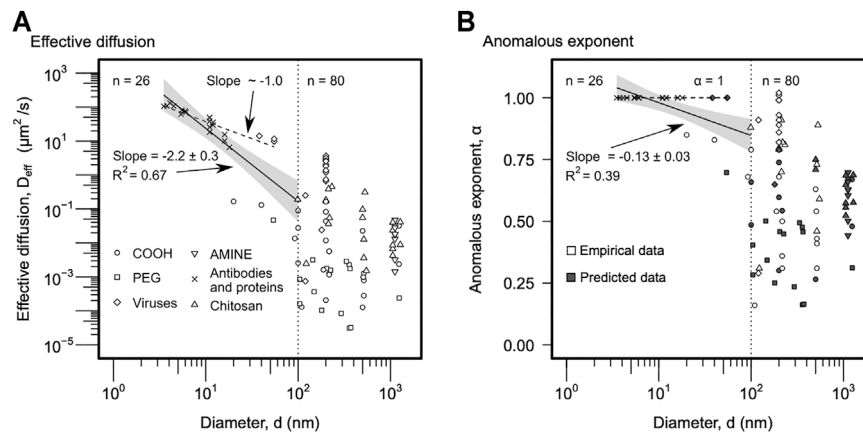 A
Effective diffusion
Effective diffusion, D_eff (μm²/s)
10³
10¹
10⁻¹
10⁻³
10⁻⁵
n = 26
Slope ~ -1.0
n = 80
Slope = -2.2 ± 0.3
R² = 0.67
COOH
PEG
Viruses
AMINE
Antibodies
and proteins
Chitosan
10⁰
10¹
10²
10³
Diameter, d (nm)
B
Anomalous exponent
Anomalous exponent, α
1.00
0.75
0.50
0.25
0.00
n = 26
α = 1
n = 80
Slope = -0.13 ± 0.03
R² = 0.39
Empirical data
Predicted data
10⁰
10¹
10²
10³
Diameter, d (nm)